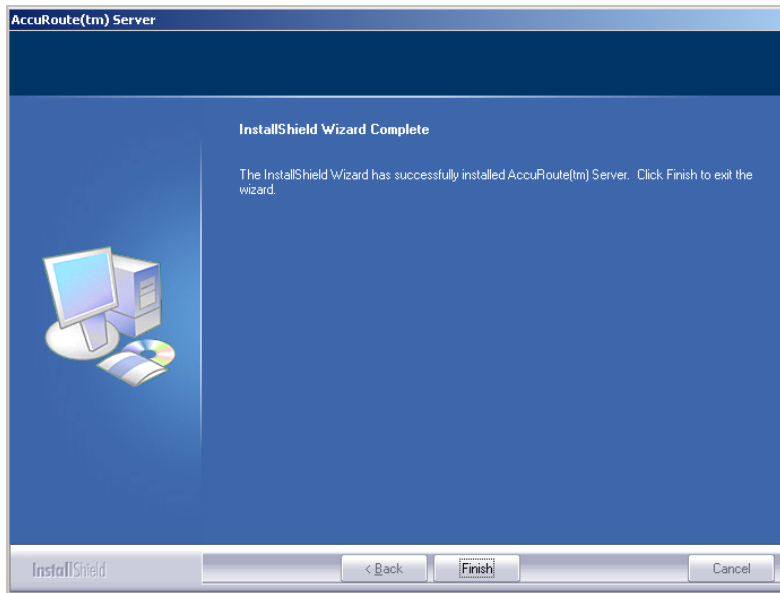 AccuRoute(tm) Server
InstallShield Wizard Complete
The InstallShield Wizard has successfully installed AccuRoute(tm) Server. Click Finish to exit the
wizard.
InstallShield
< Back
Finish
Cancel